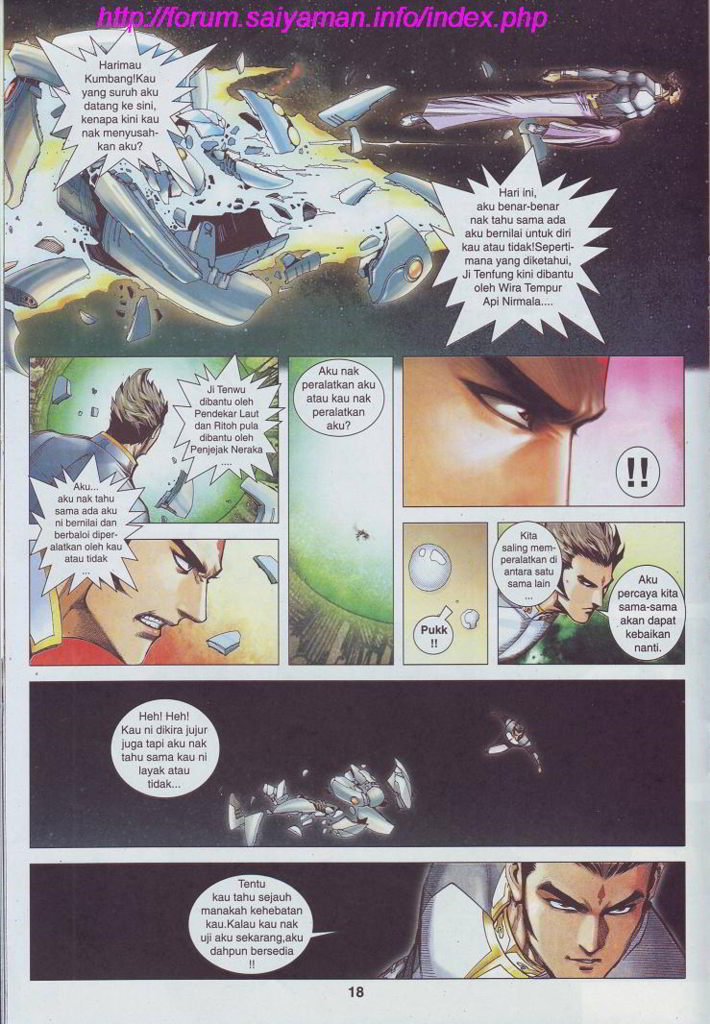 http://forum.saiyaman.info/index.php
Harimau
Kumbang!Kau
yang suruh aku
datang ke sini,
kenapa kini kau
nak menyusah-
kan aku?
Hari ini,
aku benar-benar
nak tahu sama ada
aku bernilai untuk diri
kau atau tidak!Seperti-
mana yang diketahui,
Ji Tenfung kini dibantu
oleh Wira Tempur
Api Nirmala....
Ji Tenwu
dibantu oleh
Pendekar Laut
dan Ritoh pula
dibantu oleh
Penjejak Neraka
....
Aku...
aku nak tahu
sama ada aku
ni bernilai dan
berbaloi diper-
alatkan oleh kau
atau tidak
...
Aku nak
peralatkan aku
atau kau nak
peralatkan
aku?
!!
Pukk
!!
Kita
saling mem-
peralatkan di
antara satu
sama lain
...
Aku
percaya kita
sama-sama
akan dapat
kebaikan
nanti.
Heh! Heh!
Kau ni dikira jujur
juga tapi aku nak
tahu sama kau ni
layak atau
tidak...
Tentu
kau tahu sejauh
manakah kehebatan
kau.Kalau kau nak
uji aku sekarang,aku
dahpun bersedia
!!
18